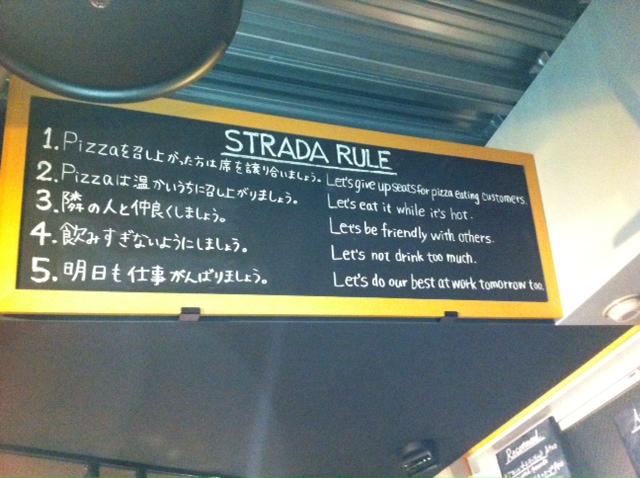 STRADA RULE
1. Pizzaを召し上がった方は席を譲り合いましょう。 Let's give up seats for pizza eating customers.
2. Pizzaは温かいうちに召し上がりましょう。 Let's eat it while it's hot.
3. 隣の人と仲良くしましょう。 Let's be friendly with others.
4. 飲みすぎないようにしましょう。 Let's not drink too much.
5. 明日も仕事がんばりましょう。 Let's do our best at work tomorrow too.